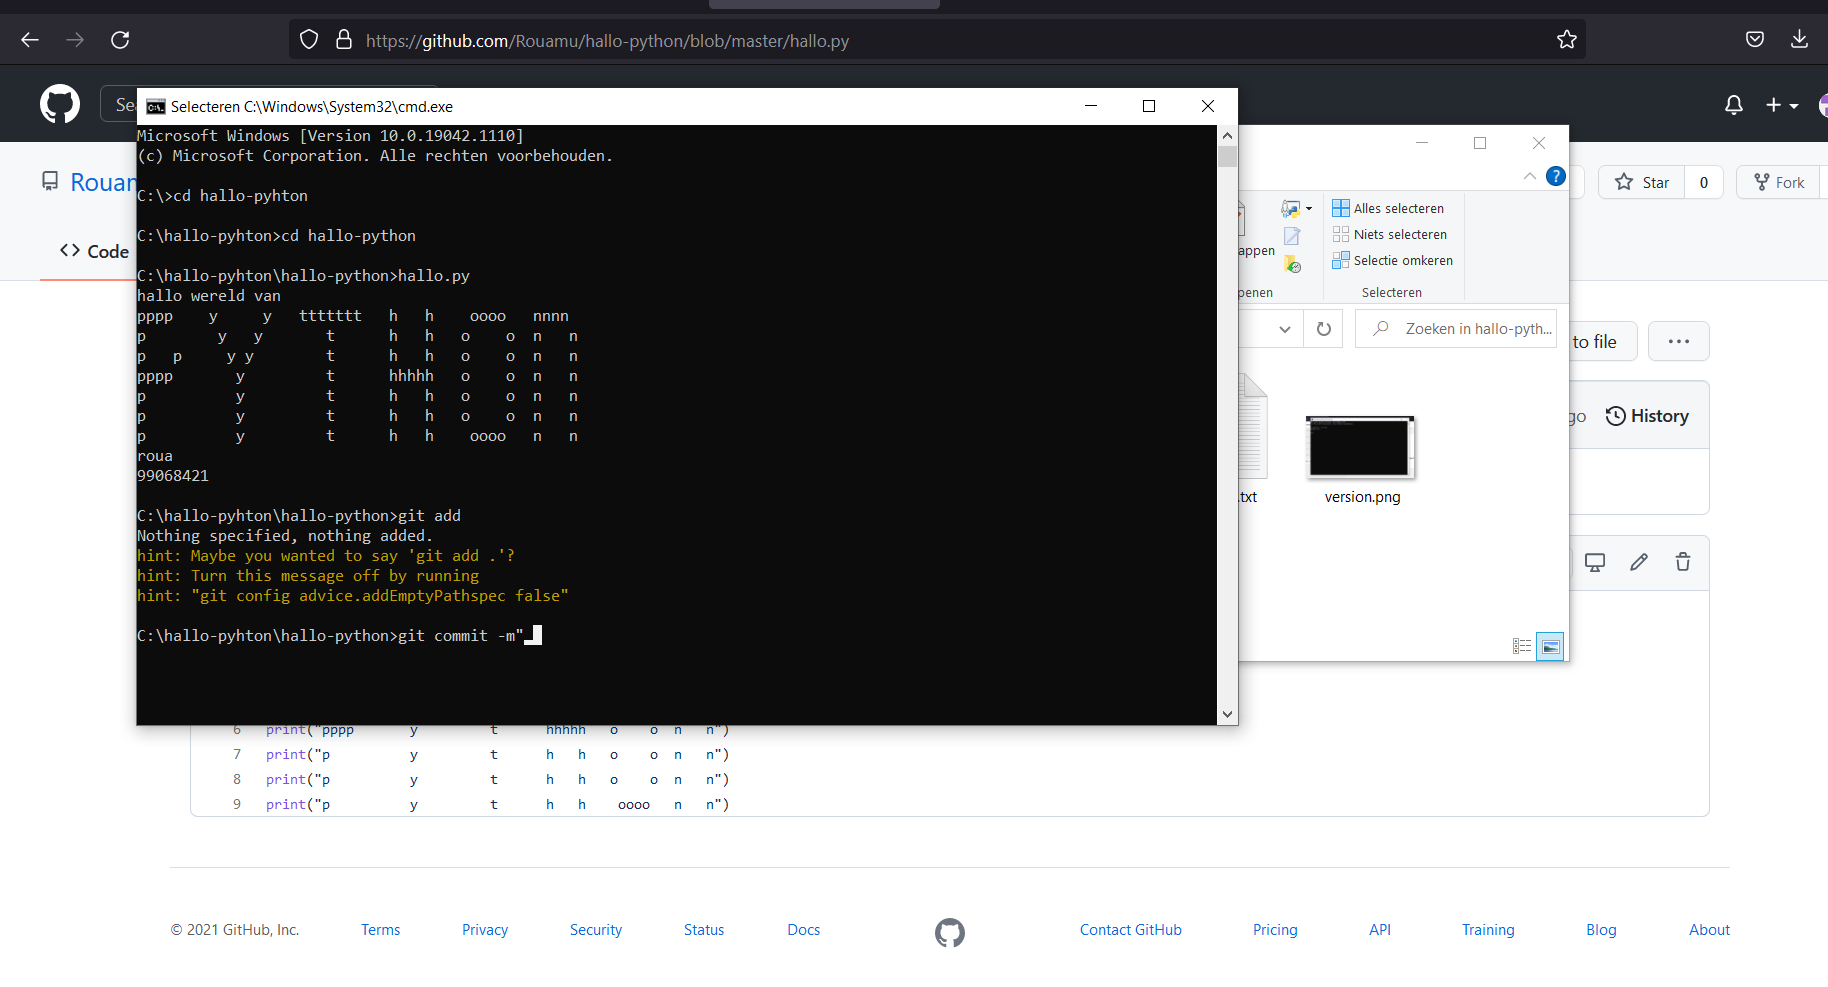 https://github.com/Rouamu/hallo-python/blob/master/hallo.py
Selecteren C:\Windows\System32\cmd.exe
Microsoft Windows [Version 10.0.19042.1110]
(c) Microsoft Corporation. Alle rechten voorbehouden.
C:\>cd hallo-pyhton
C:\hallo-pyhton>cd hallo-python
C:\hallo-pyhton\hallo-python>hallo.py
hallo wereld van
pppp    y     y   ttttttt   h   h    oooo   nnnn
p        y   y       t      h   h   o    o  n   n
p   p     y y        t      h   h   o    o  n   n
pppp       y         t      hhhhh   o    o  n   n
p          y         t      h   h   o    o  n   n
p          y         t      h   h   o    o  n   n
p          y         t      h   h    oooo   n   n
roua
99068421
C:\hallo-pyhton\hallo-python>git add
Nothing specified, nothing added.
hint: Maybe you wanted to say 'git add .'?
hint: Turn this message off by running
hint: "git config advice.addEmptyPathspec false"
C:\hallo-pyhton\hallo-python>git commit -m"
Code
Star 0
Fork
Alles selecteren
Niets selecteren
Selectie omkeren
Selecteren
Zoeken in hallo-pyth...
.txt
version.png
to file
History
6 print("pppp       y         t      hhhhh   o    o  n   n")
7 print("p          y         t      h   h   o    o  n   n")
8 print("p          y         t      h   h   o    o  n   n")
9 print("p          y         t      h   h    oooo   n   n")
© 2021 GitHub, Inc. Terms Privacy Security Status Docs Contact GitHub Pricing API Training Blog About